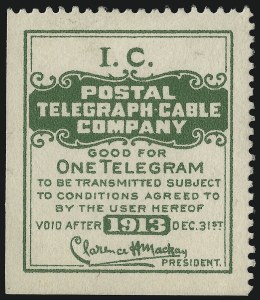 I. C.
POSTAL
TELEGRAPH-CABLE
COMPANY
GOOD FOR
ONE TELEGRAM
TO BE TRANSMITTED SUBJECT
TO CONDITIONS AGREED TO
BY THE USER HEREOF
VOID AFTER 1913 DEC. 31ST
Clarence H Mackay
PRESIDENT.